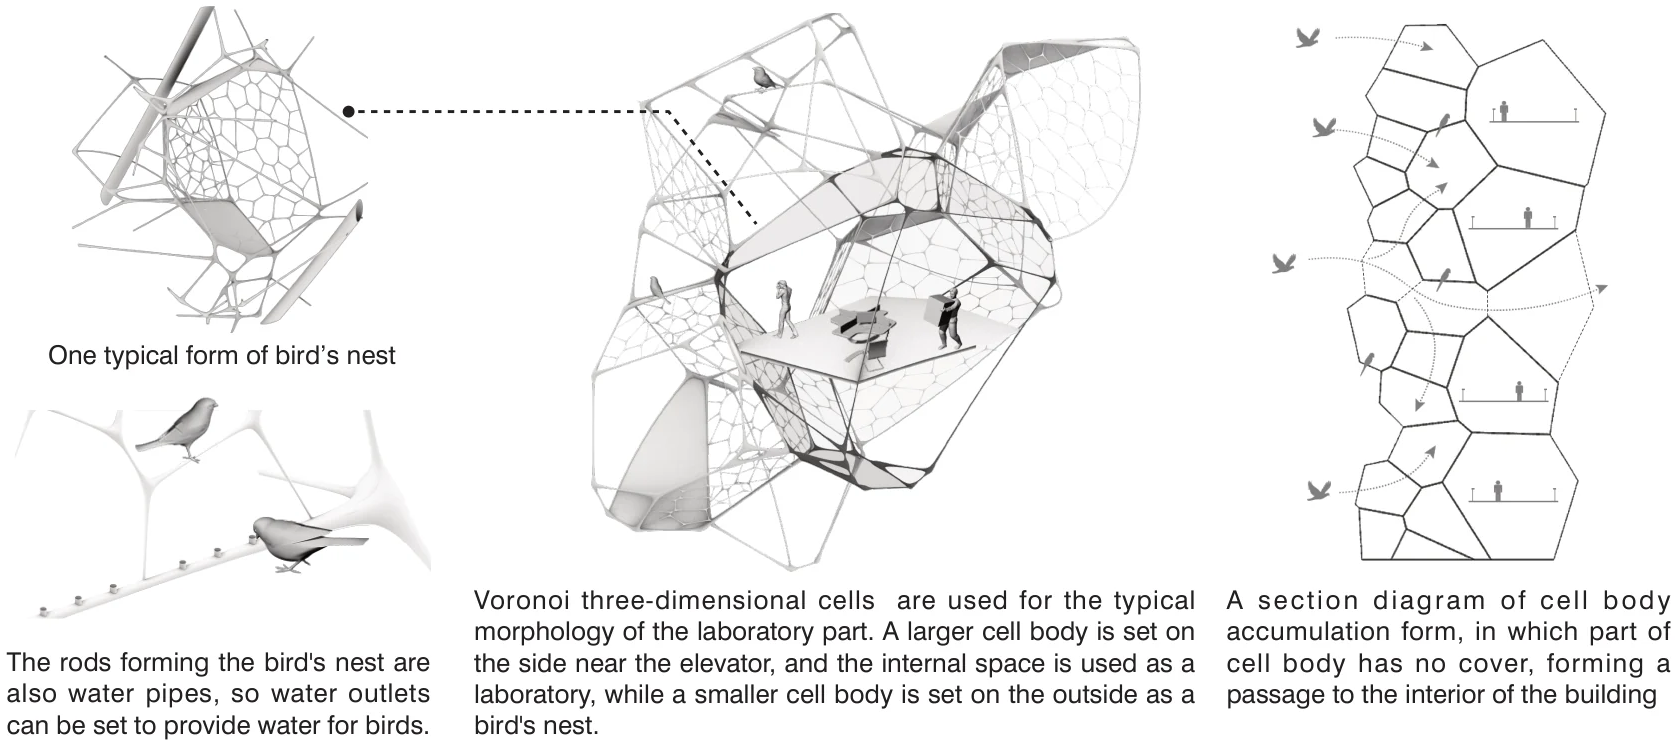 One typical form of bird’s nest
The rods forming the bird's nest are
also water pipes, so water outlets
can be set to provide water for birds.
Voronoi three-dimensional cells are used for the typical
morphology of the laboratory part. A larger cell body is set on
the side near the elevator, and the internal space is used as a
laboratory, while a smaller cell body is set on the outside as a
bird's nest.
A section diagram of cell body
accumulation form, in which part of
cell body has no cover, forming a
passage to the interior of the building